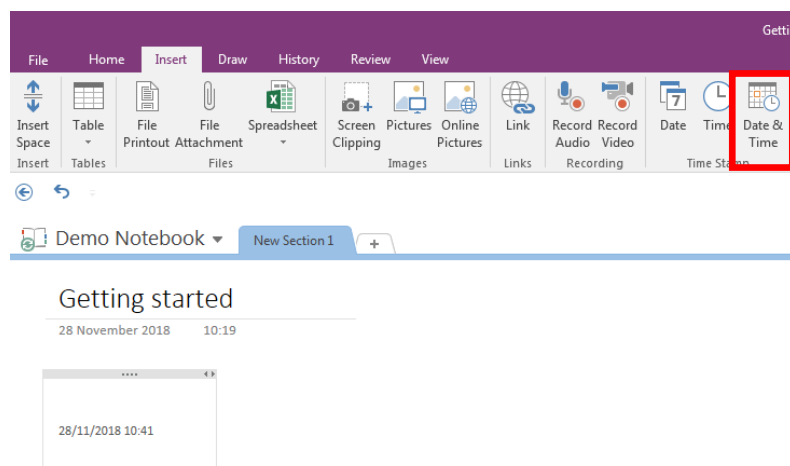 Getti
File Home Insert Draw History Review View
Insert Space
Table
File Printout
File Attachment
Spreadsheet
Screen Clipping
Pictures
Online Pictures
Link
Record Audio
Record Video
7
Date
Time
Date & Time
Insert Tables Files Images Links Recording Time Stamp
Demo Notebook New Section 1 +
Getting started
28 November 2018 10:19
28/11/2018 10:41